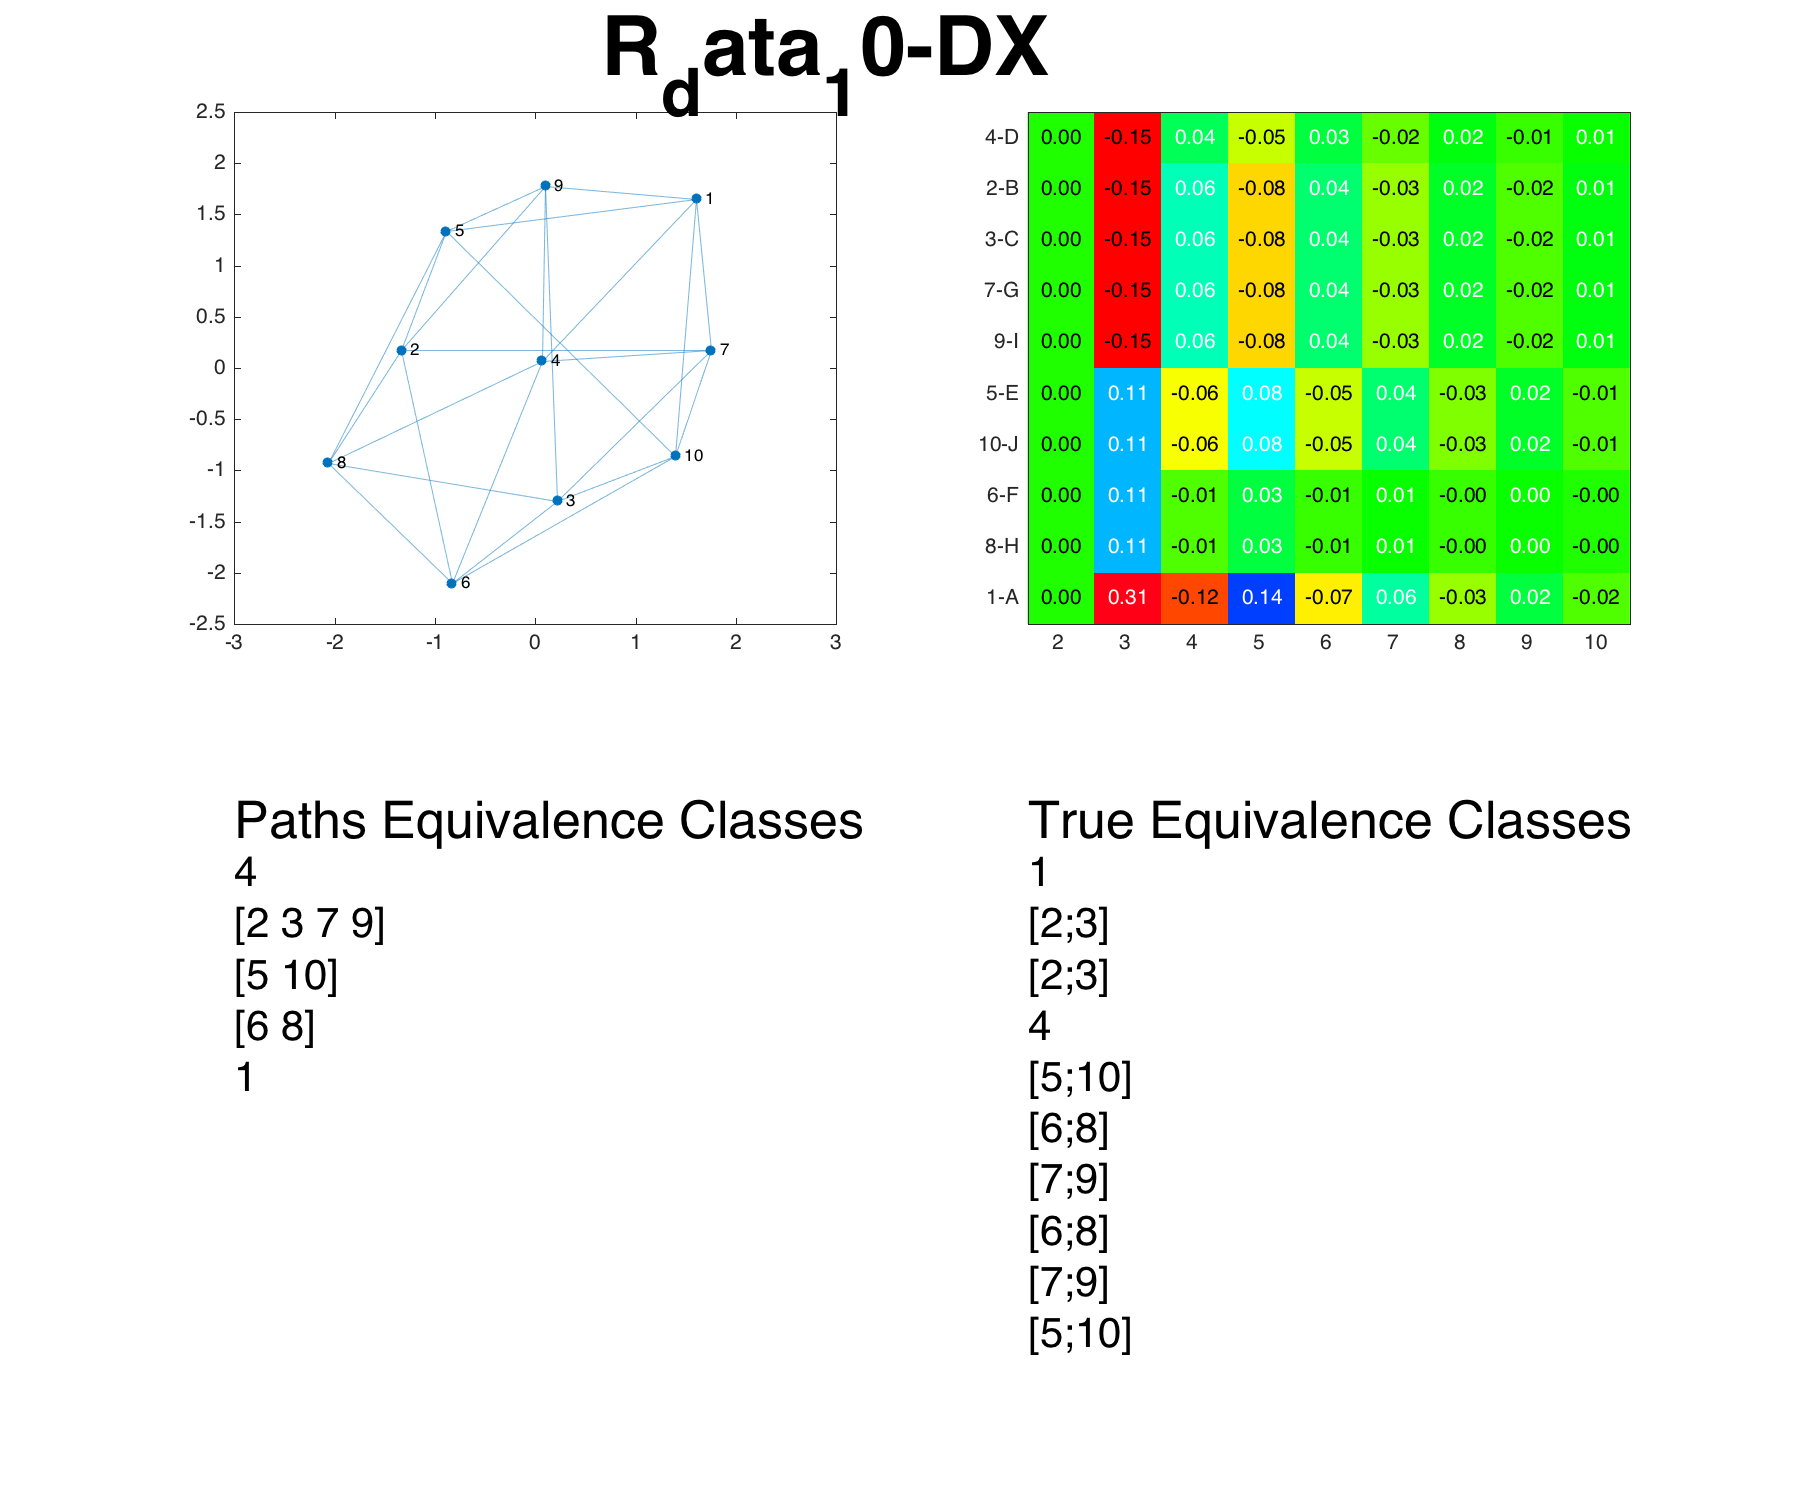 Rdata10-DX
2.5
2
1.5
1
0.5
0
-0.5
-1
-1.5
-2
-2.5
-3 -2 -1 0 1 2 3
9
1
5
2
4
7
8
10
3
6
4-D 0.00 -0.15 0.04 -0.05 0.03 -0.02 0.02 -0.01 0.01
2-B 0.00 -0.15 0.06 -0.08 0.04 -0.03 0.02 -0.02 0.01
3-C 0.00 -0.15 0.06 -0.08 0.04 -0.03 0.02 -0.02 0.01
7-G 0.00 -0.15 0.06 -0.08 0.04 -0.03 0.02 -0.02 0.01
9-I 0.00 -0.15 0.06 -0.08 0.04 -0.03 0.02 -0.02 0.01
5-E 0.00 0.11 -0.06 0.08 -0.05 0.04 -0.03 0.02 -0.01
10-J 0.00 0.11 -0.06 0.08 -0.05 0.04 -0.03 0.02 -0.01
6-F 0.00 0.11 -0.01 0.03 -0.01 0.01 -0.00 0.00 -0.00
8-H 0.00 0.11 -0.01 0.03 -0.01 0.01 -0.00 0.00 -0.00
1-A 0.00 0.31 -0.12 0.14 -0.07 0.06 -0.03 0.02 -0.02
2 3 4 5 6 7 8 9 10
Paths Equivalence Classes
4
[2 3 7 9]
[5 10]
[6 8]
1
True Equivalence Classes
1
[2;3]
[2;3]
4
[5;10]
[6;8]
[7;9]
[6;8]
[7;9]
[5;10]